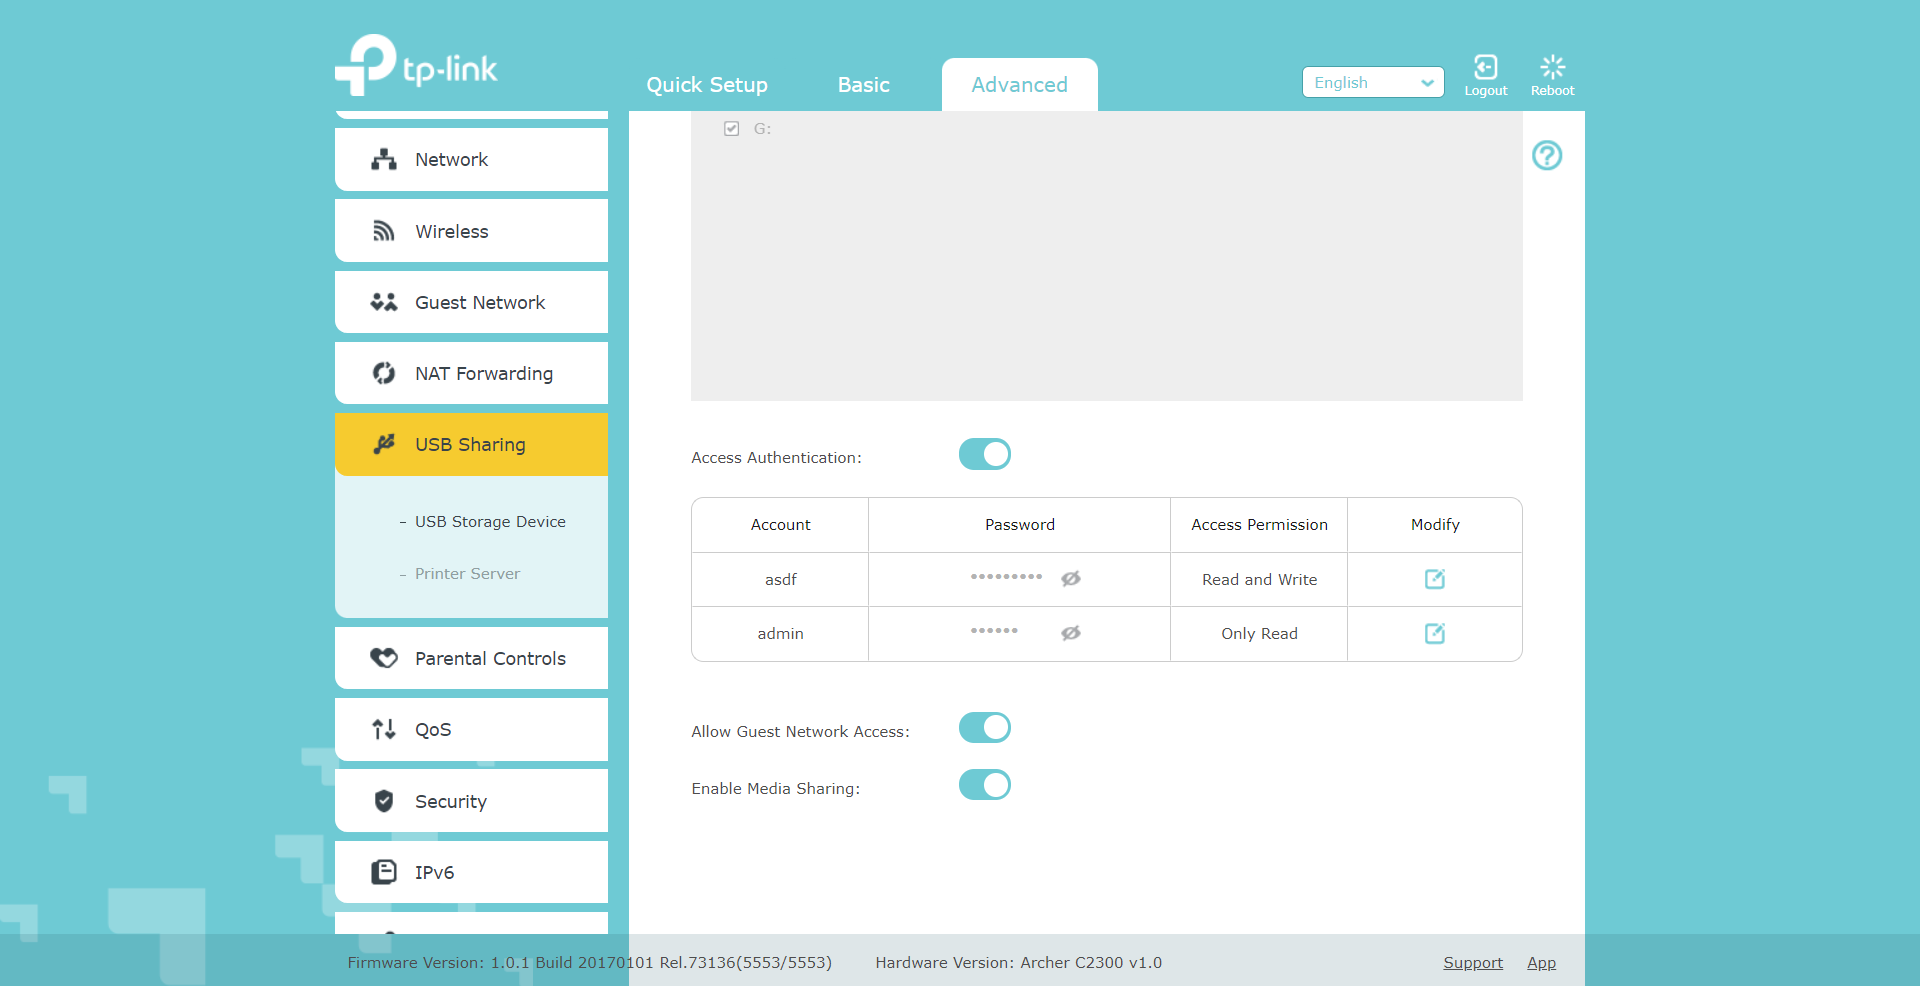 tp-link
Quick Setup
Basic
Advanced
English
Logout
Reboot
G:
Network
Wireless
Guest Network
NAT Forwarding
USB Sharing
– USB Storage Device
– Printer Server
Parental Controls
QoS
Security
IPv6
Access Authentication:
Account Password Access Permission Modify
asdf ••••••••• Read and Write
admin •••••• Only Read
Allow Guest Network Access:
Enable Media Sharing:
Firmware Version: 1.0.1 Build 20170101 Rel.73136(5553/5553) Hardware Version: Archer C2300 v1.0 Support App